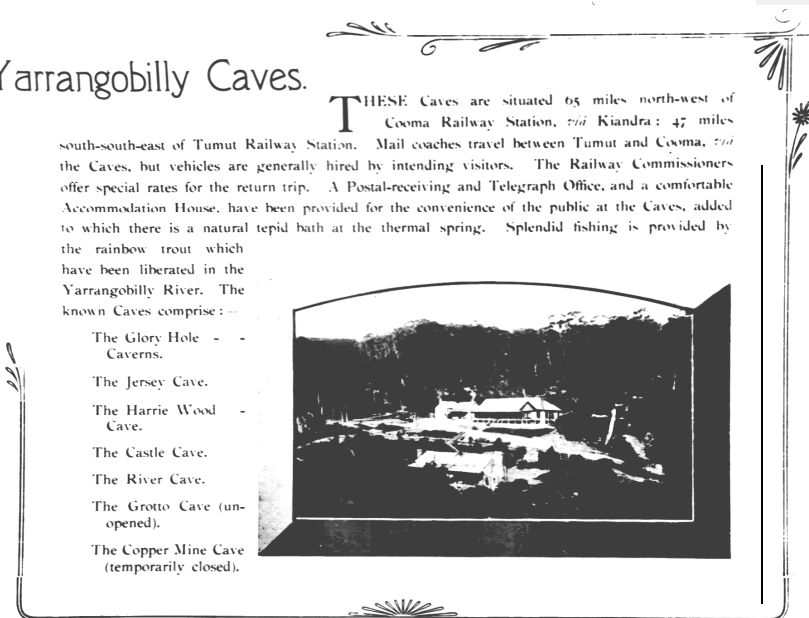 Yarrangobilly Caves.
THESE Caves are situated 65 miles north-west of
Cooma Railway Station, via Kiandra; 47 miles
south-south-east of Tumut Railway Station. Mail coaches travel between Tumut and Cooma, via
the Caves, but vehicles are generally hired by intending visitors. The Railway Commissioners
offer special rates for the return trip. A Postal-receiving and Telegraph Office, and a comfortable
Accommodation House, have been provided for the convenience of the public at the Caves, added
to which there is a natural tepid bath at the thermal spring. Splendid fishing is provided by
the rainbow trout which
have been liberated in the
Yarrangobilly River. The
known Caves comprise:—
The Glory Hole - -
Caverns.
The Jersey Cave.
The Harrie Wood -
Cave.
The Castle Cave.
The River Cave.
The Grotto Cave (un-
opened).
The Copper Mine Cave
(temporarily closed).